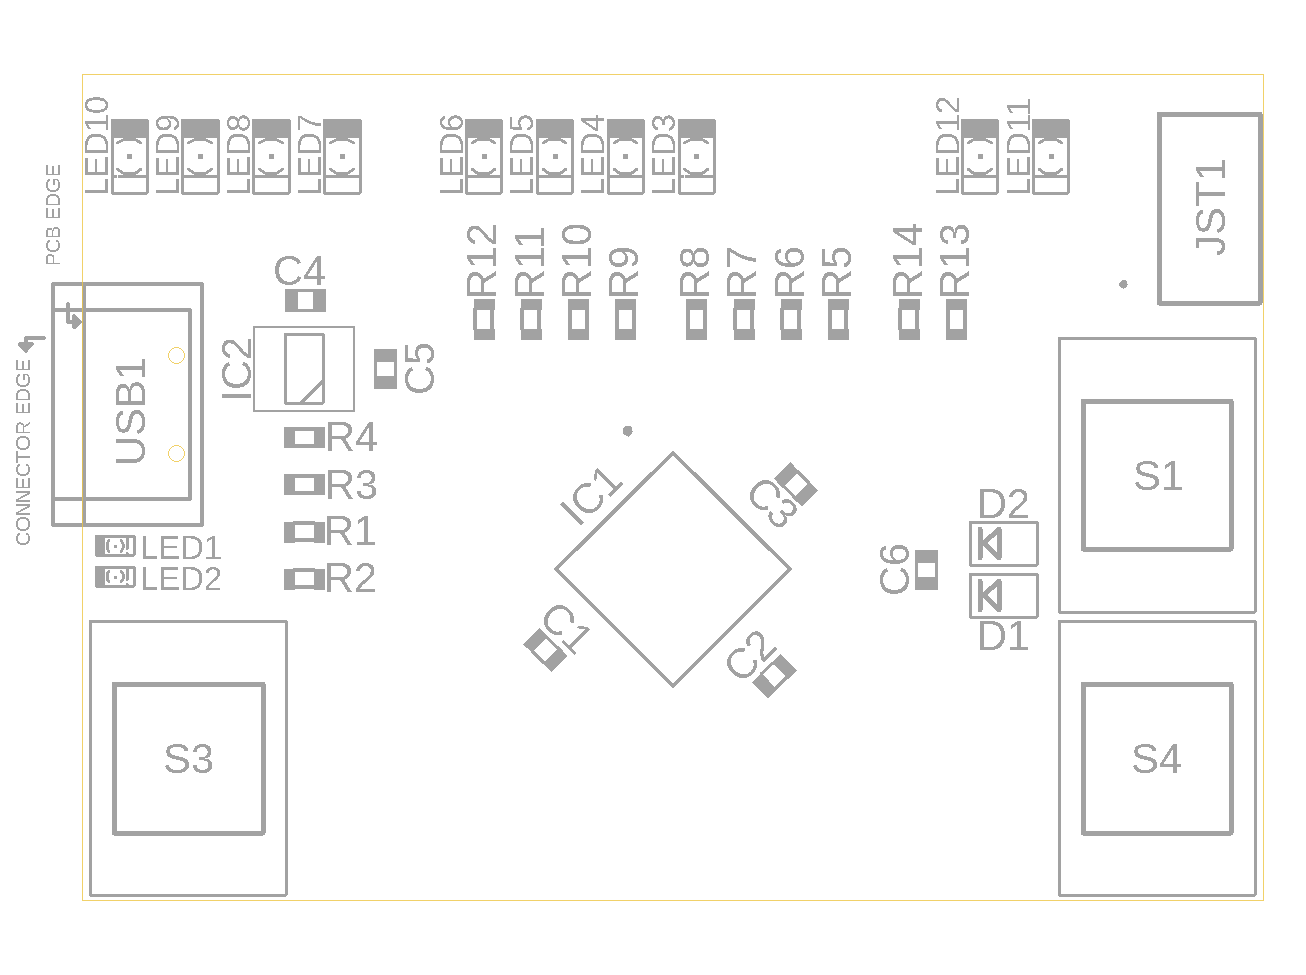 LED10
LED9
LED8
LED7
LED6
LED5
LED4
LED3
LED12
LED11
JST1
PCB EDGE
R12
R11
R10
R9
R8
R7
R6
R5
R14
R13
C4
IC2
C5
CONNECTOR EDGE
USB1
R4
R3
R1
R2
LED1
LED2
IC1
C3
C1
C2
C6
D2
D1
S1
S3
S4